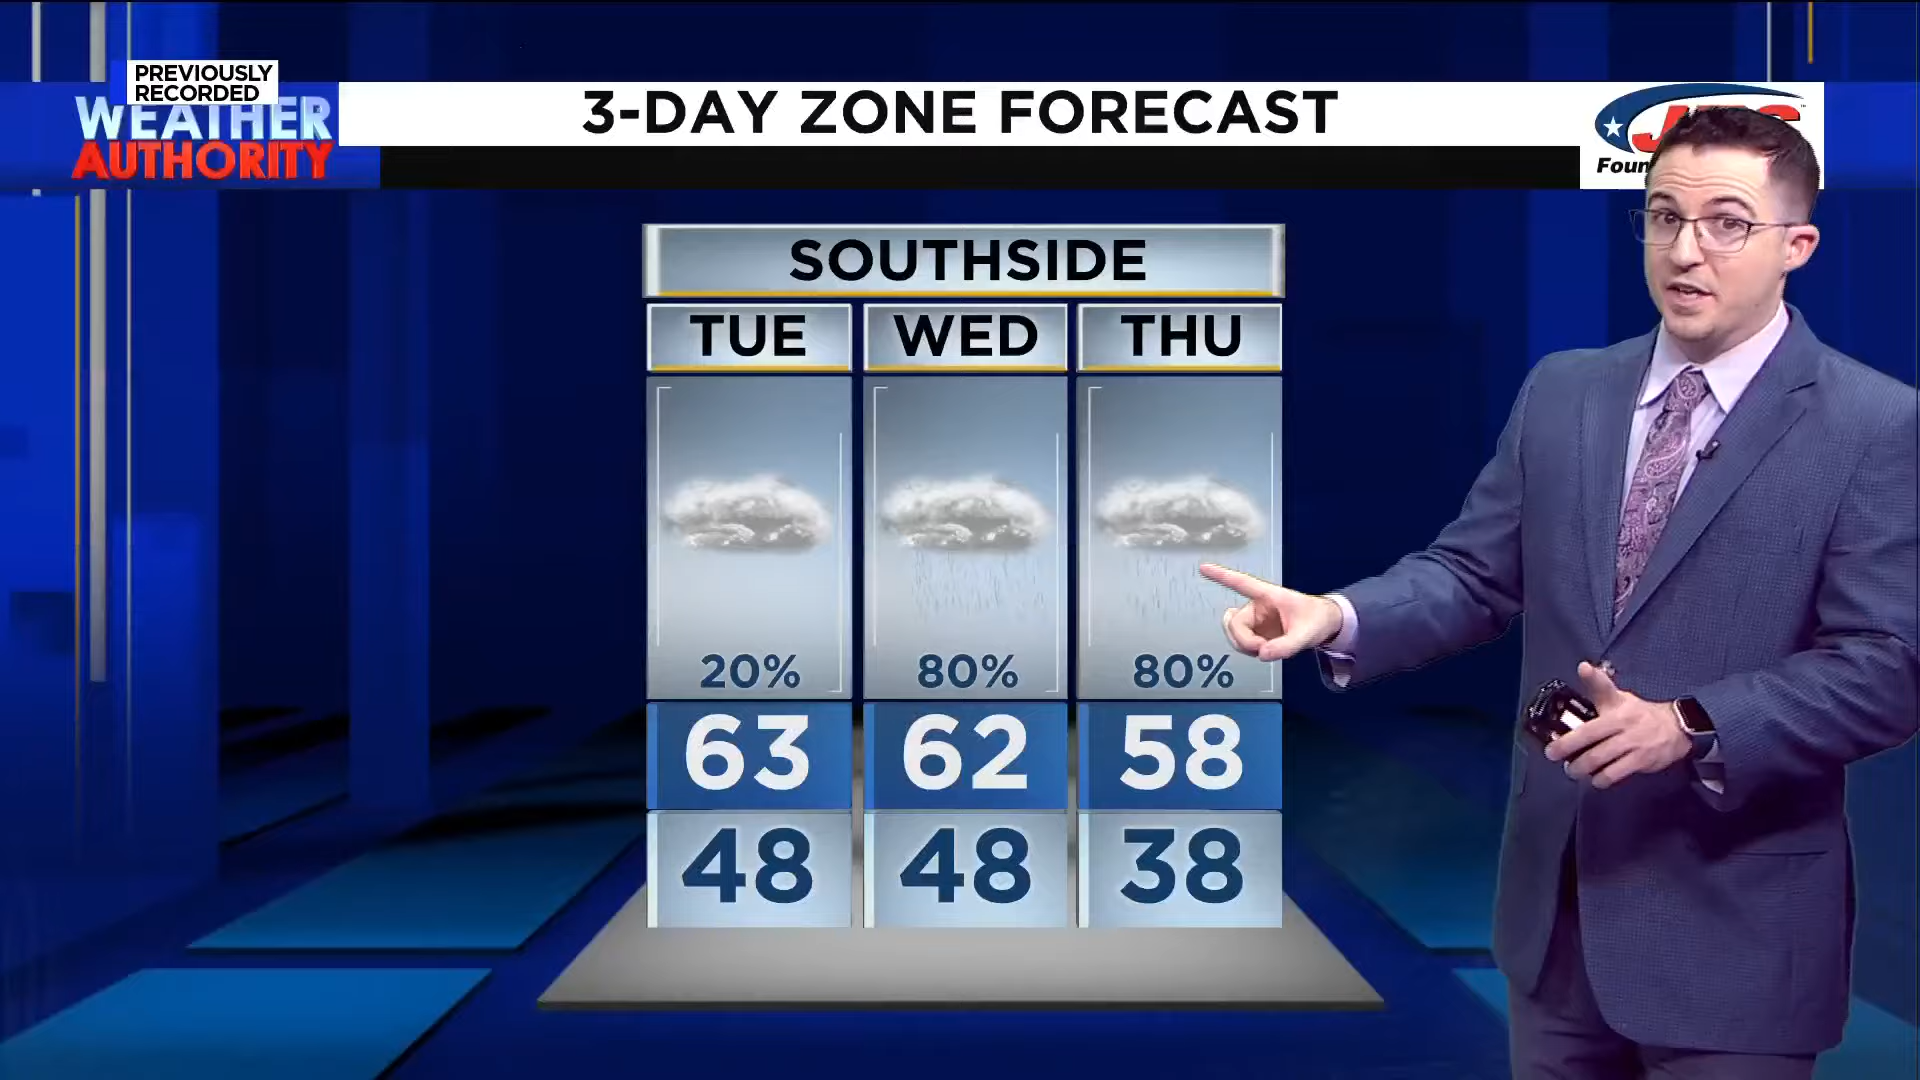 PREVIOUSLY
RECORDED
WEATHER
AUTHORITY
3-DAY ZONE FORECAST
SOUTHSIDE
TUE WED THU
20% 80% 80%
63 62 58
48 48 38